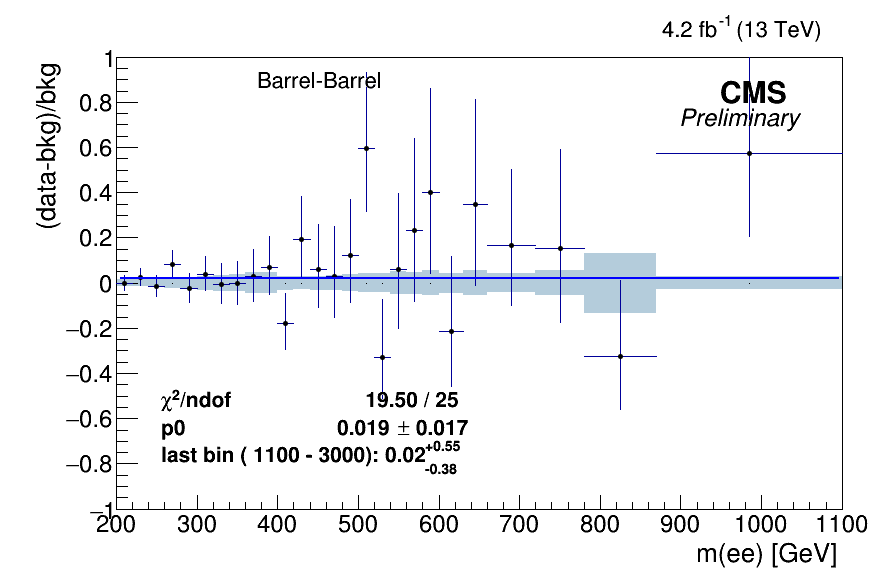 4.2 fb⁻¹ (13 TeV)
(data-bkg)/bkg
Barrel-Barrel
CMS
Preliminary
1
0.8
0.6
0.4
0.2
0
−0.2
−0.4
−0.6
−0.8
−1
χ²/ndof 19.50 / 25
p0 0.019 ± 0.017
last bin ( 1100 - 3000): 0.02 +0.55 -0.38
200 300 400 500 600 700 800 900 1000 1100
m(ee) [GeV]